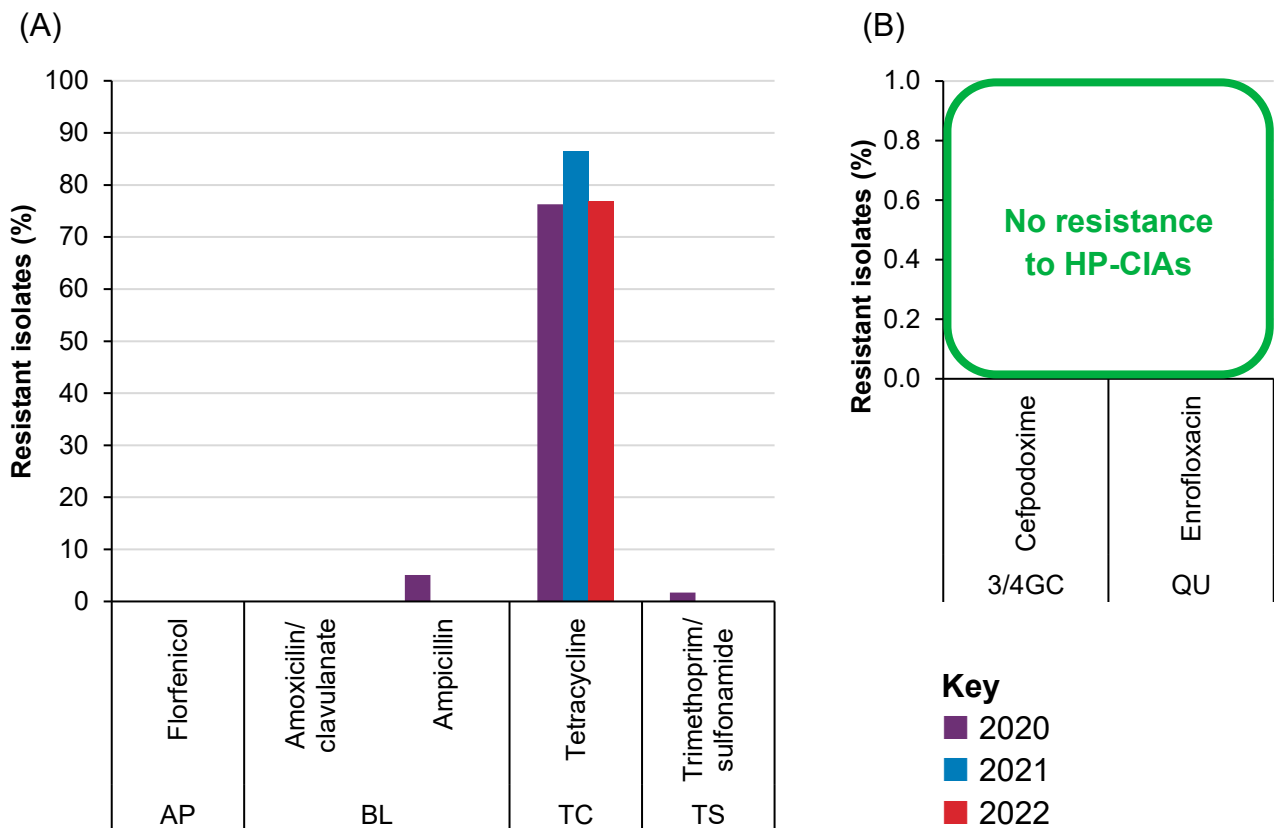 (A)
Resistant isolates (%)
100
90
80
70
60
50
40
30
20
10
0
Florfenicol
Amoxicilin/
clavulanate
Ampicillin
Tetracycline
Trimethoprim/
sulfonamide
AP
BL
TC
TS
(B)
Resistant isolates (%)
1.0
0.8
0.6
0.4
0.2
0.0
No resistance
to HP-CIAs
Cefpodoxime
Enrofloxacin
3/4GC
QU
Key
2020
2021
2022